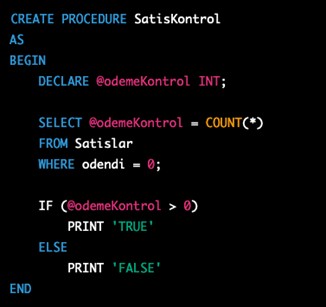 CREATE PROCEDURE SatisKontrol
AS
BEGIN
    DECLARE @odemeKontrol INT;

    SELECT @odemeKontrol = COUNT(*)
    FROM Satislar
    WHERE odendi = 0;

    IF (@odemeKontrol > 0)
        PRINT 'TRUE'
    ELSE
        PRINT 'FALSE'
END